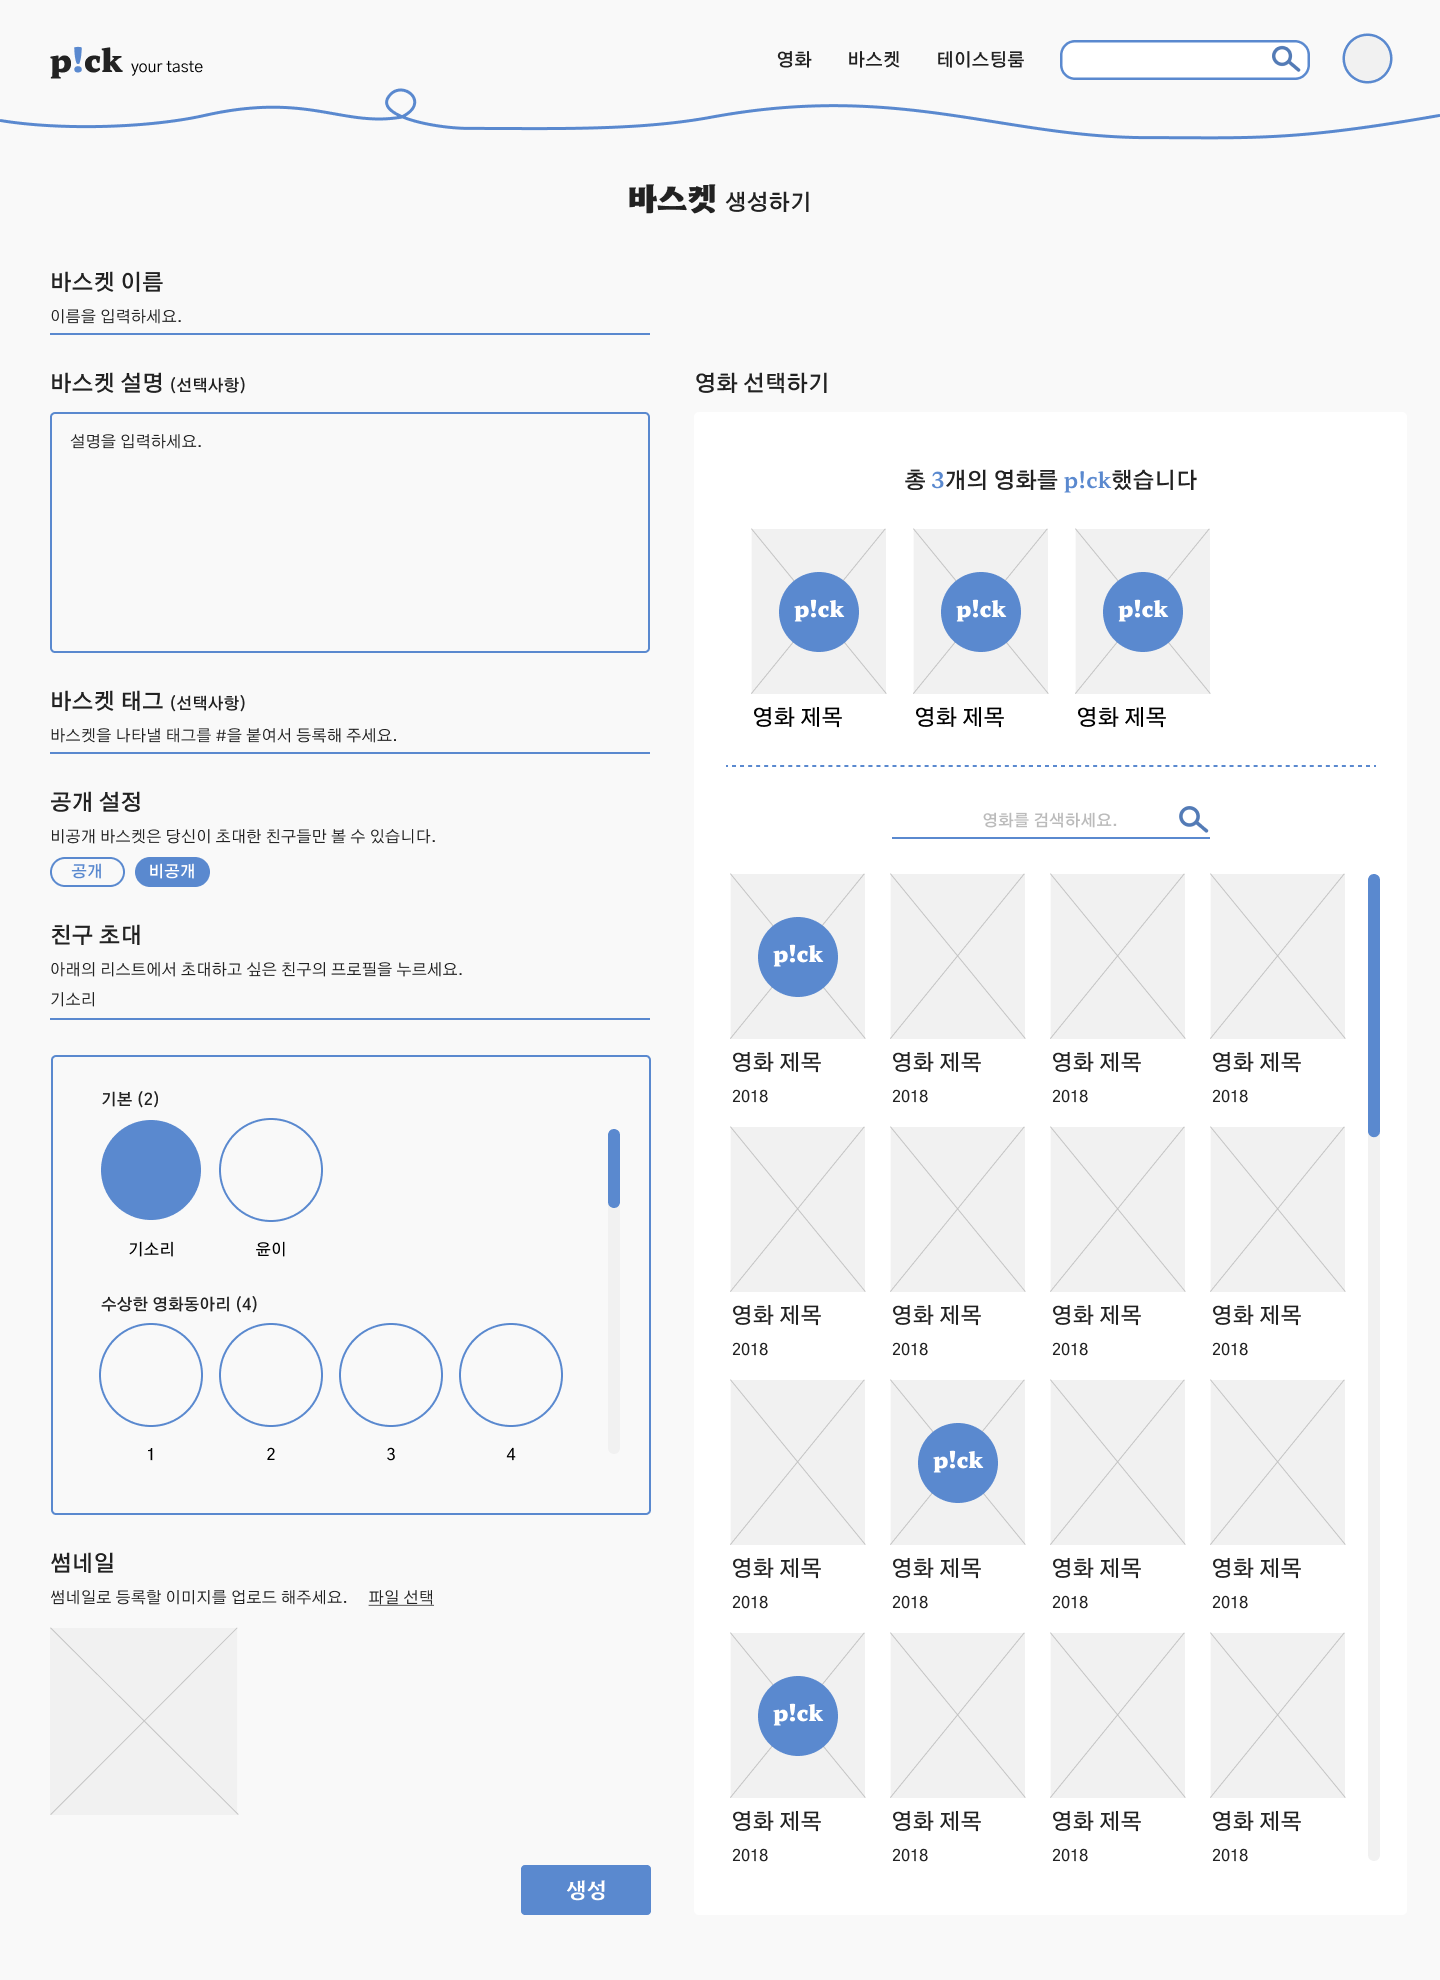 p!ck your taste
영화 바스켓 테이스팅룸
바스켓 생성하기
바스켓 이름
이름을 입력하세요.
바스켓 설명 (선택사항)
설명을 입력하세요.
바스켓 태그 (선택사항)
바스켓을 나타낼 태그를 #을 붙여서 등록해 주세요.
공개 설정
비공개 바스켓은 당신이 초대한 친구들만 볼 수 있습니다.
공개 비공개
친구 초대
아래의 리스트에서 초대하고 싶은 친구의 프로필을 누르세요.
기소리
기본 (2)
기소리 윤이
수상한 영화동아리 (4)
1 2 3 4
썸네일
썸네일로 등록할 이미지를 업로드 해주세요. 파일 선택
생성
영화 선택하기
총 3개의 영화를 p!ck했습니다
p!ck p!ck p!ck
영화 제목 영화 제목 영화 제목
영화를 검색하세요.
p!ck
영화 제목 영화 제목 영화 제목 영화 제목
2018 2018 2018 2018
영화 제목 영화 제목 영화 제목 영화 제목
2018 2018 2018 2018
p!ck
영화 제목 영화 제목 영화 제목 영화 제목
2018 2018 2018 2018
p!ck
영화 제목 영화 제목 영화 제목 영화 제목
2018 2018 2018 2018